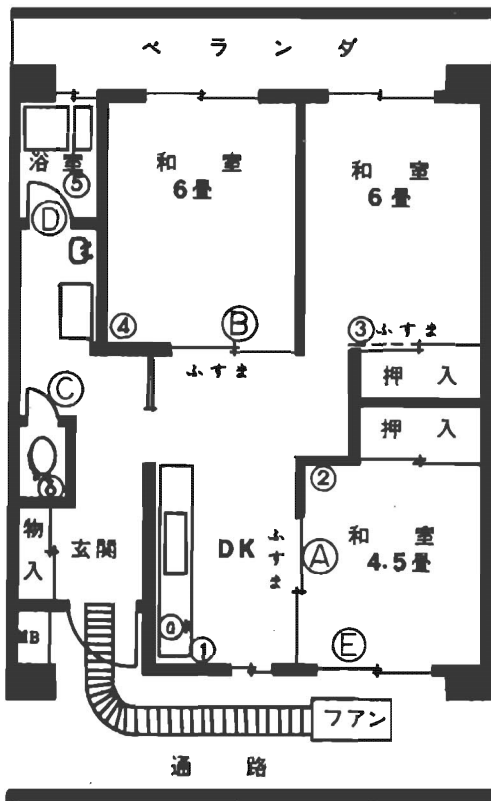 ベランダ
浴室
⑤
D
和室
6畳
和室
6畳
④
B
ふすま
③
ふすま
押入
C
押入
⑥
②
物入
玄関
DK
ふすま
A
和室
4.5畳
MB
①
E
ファン
通路